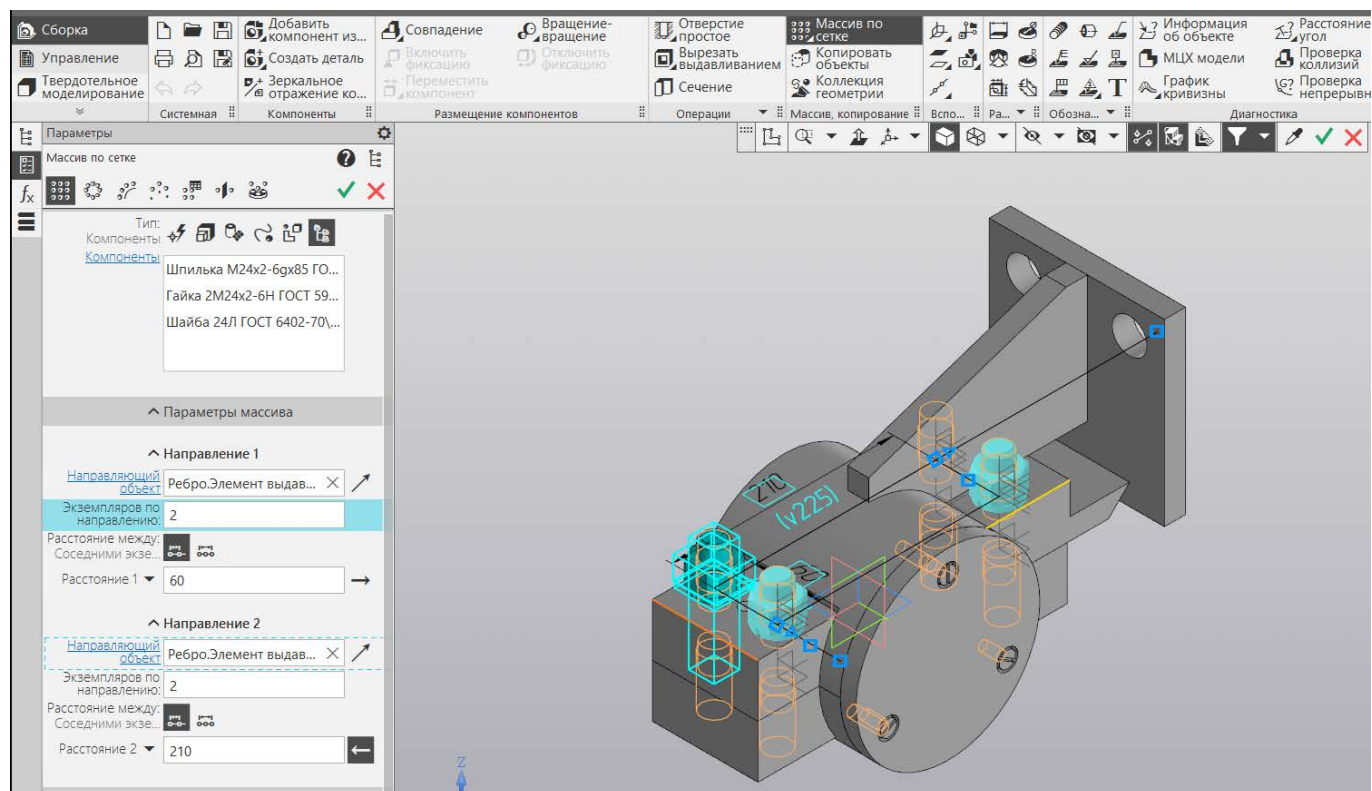 Сборка
Управление
Твердотельное
моделирование
Системная
Добавить
компонент из...
Создать деталь
Зеркальное
отражение ко...
Компоненты
Совпадение
Включить
фиксацию
Переместить
компонент
Вращение-
вращение
Отключить
фиксацию
Размещение компонентов
Отверстие
простое
Вырезать
выдавливанием
Сечение
Операции
Массив по
сетке
Копировать
объекты
Коллекция
геометрии
Массив, копирование
Вспо...
Ра...
Обозна...
Информация
об объекте
МЦХ модели
График
кривизны
Расстояние
угол
Проверка
коллизий
Проверка
непрерывн
Диагностика
Параметры
Массив по сетке
Тип:
Компоненты
Компоненты
Шпилька М24х2-6gх85 ГО...
Гайка 2М24х2-6Н ГОСТ 59...
Шайба 24Л ГОСТ 6402-70\...
Параметры массива
Направление 1
Направляющий
объект
Ребро.Элемент выдав...
Экземпляров по
направлению:
2
Расстояние между:
Соседними экзе...
Расстояние 1
60
Направление 2
Направляющий
объект
Ребро.Элемент выдав...
Экземпляров по
направлению:
2
Расстояние между:
Соседними экзе...
Расстояние 2
210
210
(v225)
60
Z